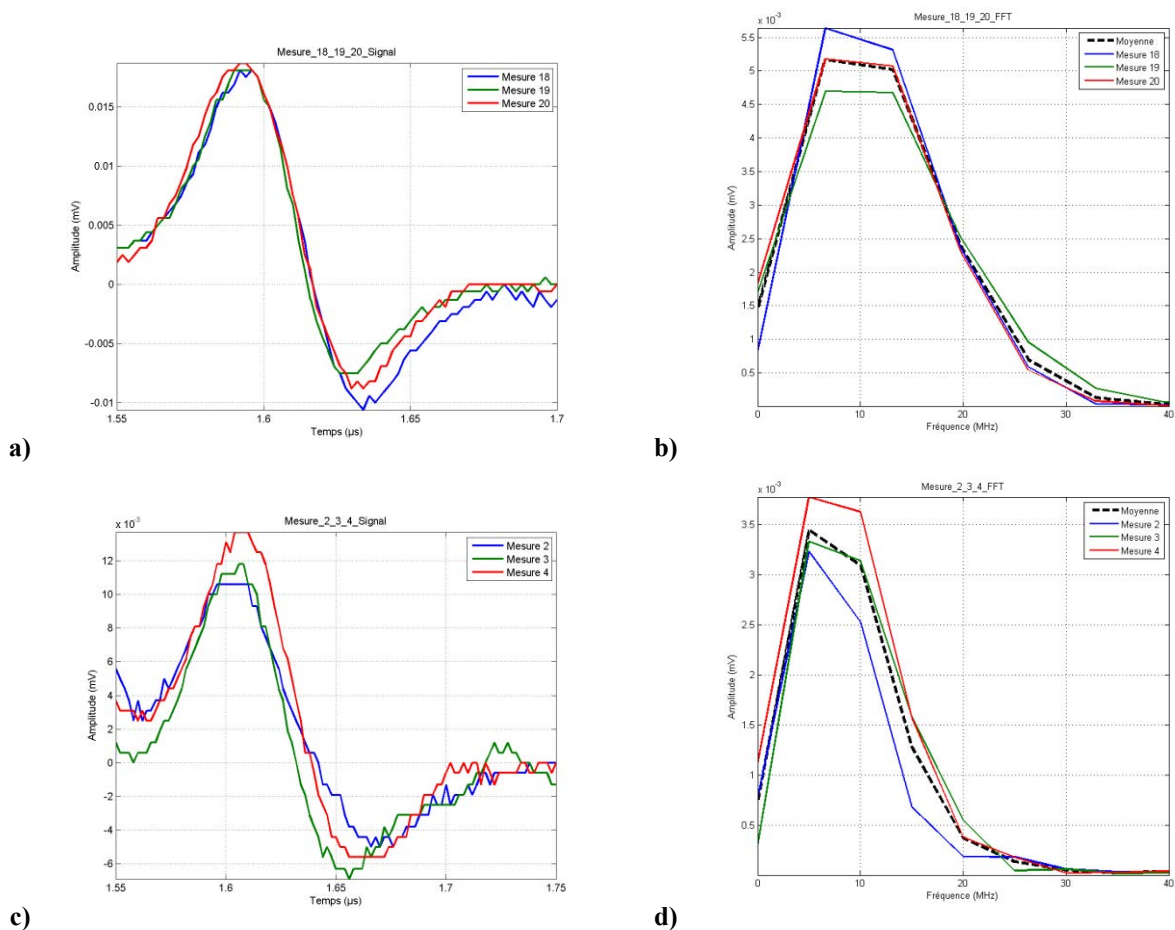 Mesure_18_19_20_Signal
Mesure 18
Mesure 19
Mesure 20
0.015
0.01
0.005
0
-0.005
-0.01
1.55 1.6 1.65 1.7
Amplitude (mV)
Temps (µs)
a)
Mesure_18_19_20_FFT
x 10⁻³
Moyenne
Mesure 18
Mesure 19
Mesure 20
5.5
5
4.5
4
3.5
3
2.5
2
1.5
1
0.5
0 10 20 30 40
Amplitude (mV)
Fréquence (MHz)
b)
Mesure_2_3_4_Signal
x 10⁻³
Mesure 2
Mesure 3
Mesure 4
12
10
8
6
4
2
0
-2
-4
-6
1.55 1.6 1.65 1.7 1.75
Amplitude (mV)
Temps (µs)
c)
Mesure_2_3_4_FFT
x 10⁻³
Moyenne
Mesure 2
Mesure 3
Mesure 4
3.5
3
2.5
2
1.5
1
0.5
0 10 20 30 40
Amplitude (mV)
Fréquence (MHz)
d)